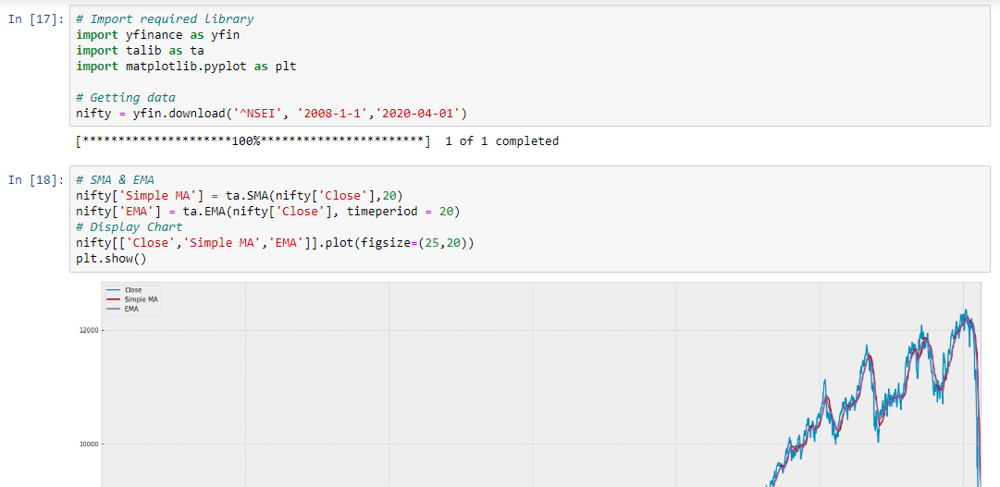 In [17]:
# Import required library
import yfinance as yfin
import talib as ta
import matplotlib.pyplot as plt
# Getting data
nifty = yfin.download('^NSEI', '2008-1-1','2020-04-01')
[*********************100%***********************] 1 of 1 completed
In [18]:
# SMA & EMA
nifty['Simple MA'] = ta.SMA(nifty['Close'],20)
nifty['EMA'] = ta.EMA(nifty['Close'], timeperiod = 20)
# Display Chart
nifty[['Close','Simple MA','EMA']].plot(figsize=(25,20))
plt.show()
Close
Simple MA
EMA
12000
10000